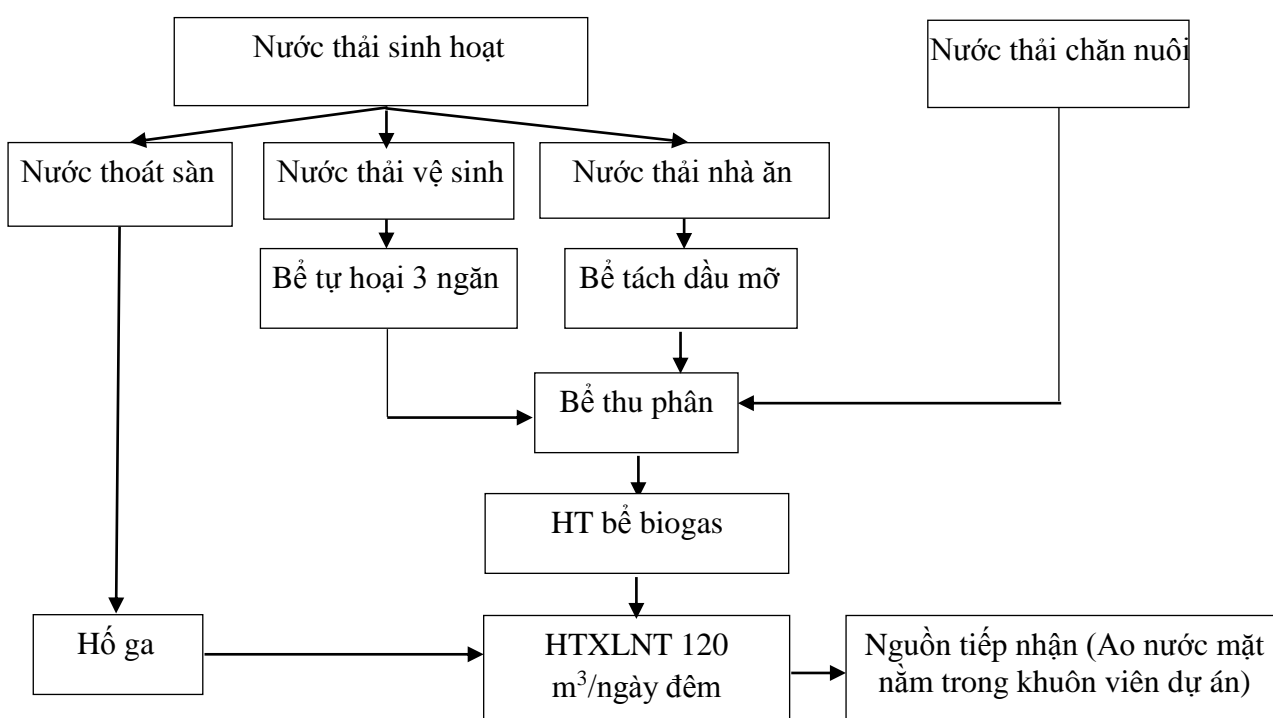 Nước thải sinh hoạt
Nước thải chăn nuôi
Nước thoát sàn
Nước thải vệ sinh
Nước thải nhà ăn
Bể tự hoại 3 ngăn
Bể tách dầu mỡ
Bể thu phân
HT bể biogas
Hố ga
HTXLNT 120
m³/ngày đêm
Nguồn tiếp nhận (Ao nước mặt
nằm trong khuôn viên dự án)